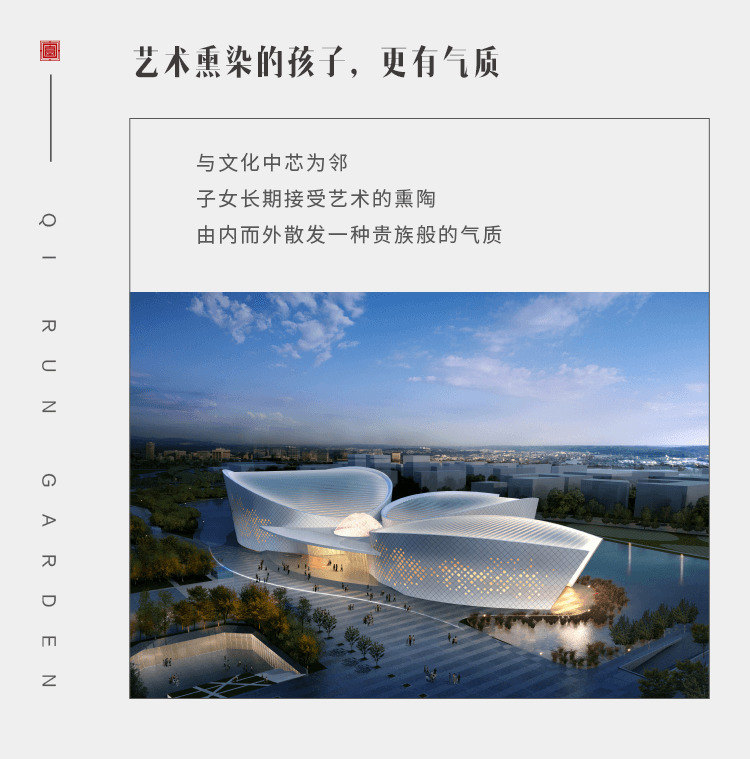 艺术熏染的孩子，更有气质
与文化中芯为邻
子女长期接受艺术的熏陶
由内而外散发一种贵族般的气质
QI RUN GARDEN